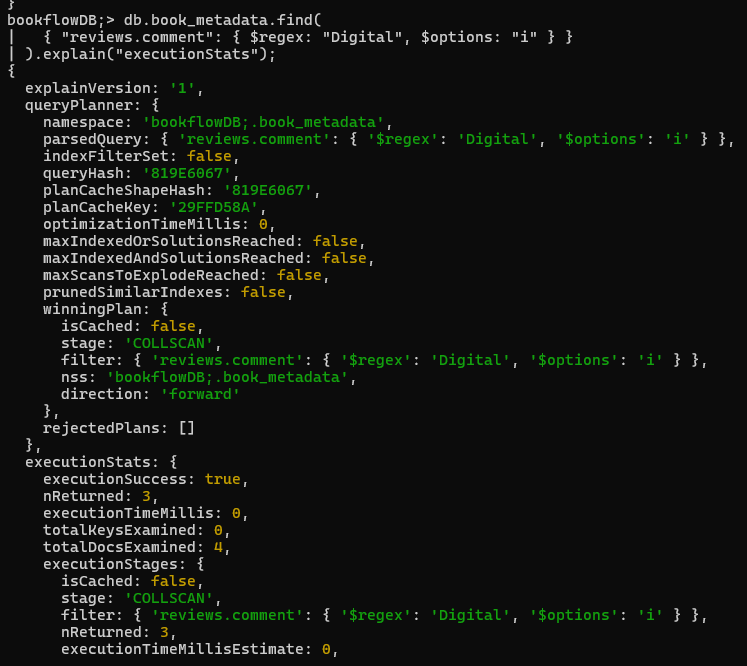 }
bookflowDB;> db.book_metadata.find(
|   { "reviews.comment": { $regex: "Digital", $options: "i" } }
| ).explain("executionStats");
{
  explainVersion: '1',
  queryPlanner: {
    namespace: 'bookflowDB;.book_metadata',
    parsedQuery: { 'reviews.comment': { '$regex': 'Digital', '$options': 'i' } },
    indexFilterSet: false,
    queryHash: '819E6067',
    planCacheShapeHash: '819E6067',
    planCacheKey: '29FFD58A',
    optimizationTimeMillis: 0,
    maxIndexedOrSolutionsReached: false,
    maxIndexedAndSolutionsReached: false,
    maxScansToExplodeReached: false,
    prunedSimilarIndexes: false,
    winningPlan: {
      isCached: false,
      stage: 'COLLSCAN',
      filter: { 'reviews.comment': { '$regex': 'Digital', '$options': 'i' } },
      nss: 'bookflowDB;.book_metadata',
      direction: 'forward'
    },
    rejectedPlans: []
  },
  executionStats: {
    executionSuccess: true,
    nReturned: 3,
    executionTimeMillis: 0,
    totalKeysExamined: 0,
    totalDocsExamined: 4,
    executionStages: {
      isCached: false,
      stage: 'COLLSCAN',
      filter: { 'reviews.comment': { '$regex': 'Digital', '$options': 'i' } },
      nReturned: 3,
      executionTimeMillisEstimate: 0,